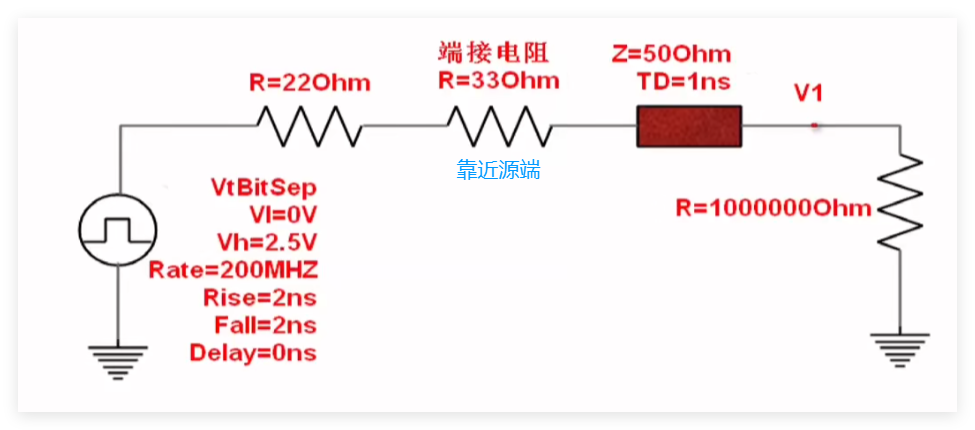 R=22Ohm
端接电阻
R=33Ohm
Z=50Ohm
TD=1ns
V1
靠近源端
VtBitSep
Vl=0V
Vh=2.5V
Rate=200MHZ
Rise=2ns
Fall=2ns
Delay=0ns
R=1000000Ohm